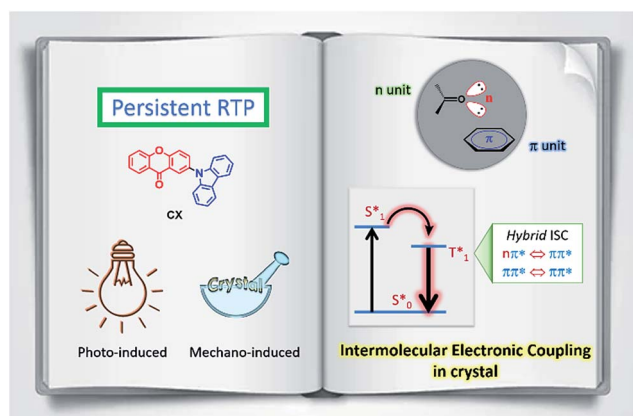 Persistent RTP
O
N
O
CX
Crystal
Photo-induced
Mechano-induced
n unit
O
n
π
π unit
S*1
T*1
S*0
Hybrid ISC
nπ* ⇔ ππ*
ππ* ⇔ ππ*
Intermolecular Electronic Coupling
in crystal